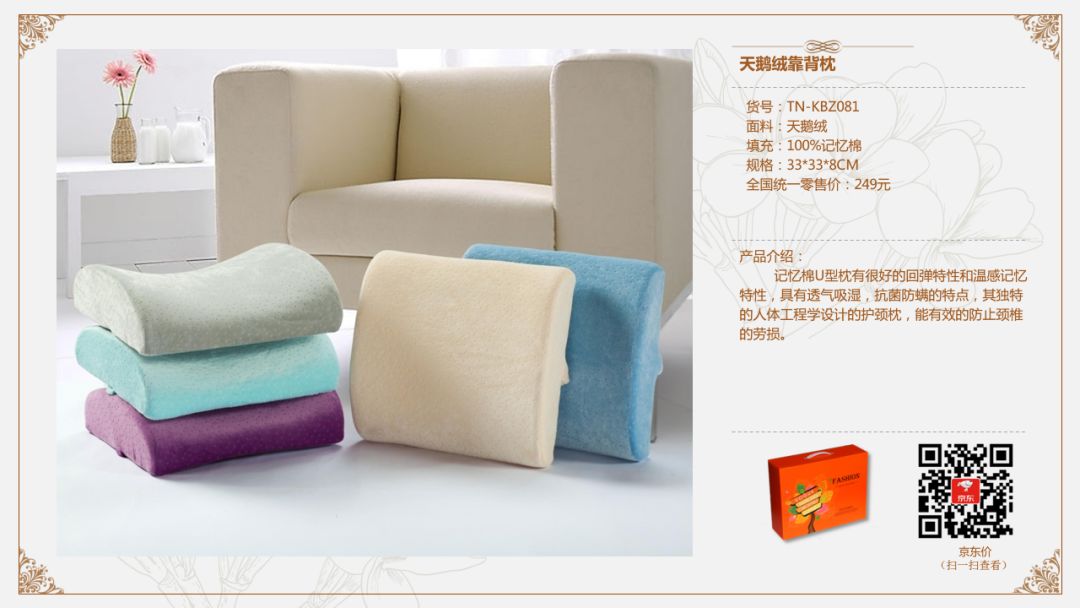 天鹅绒靠背枕
货号：TN-KBZ081
面料：天鹅绒
填充：100%记忆棉
规格：33*33*8CM
全国统一零售价：249元
产品介绍：
记忆棉U型枕有很好的回弹特性和温感记忆
特性，具有透气吸湿，抗菌防螨的特点，其独特
的人体工程学设计的护颈枕，能有效的防止颈椎
的劳损。
FASHION
京东
京东价
（扫一扫查看）